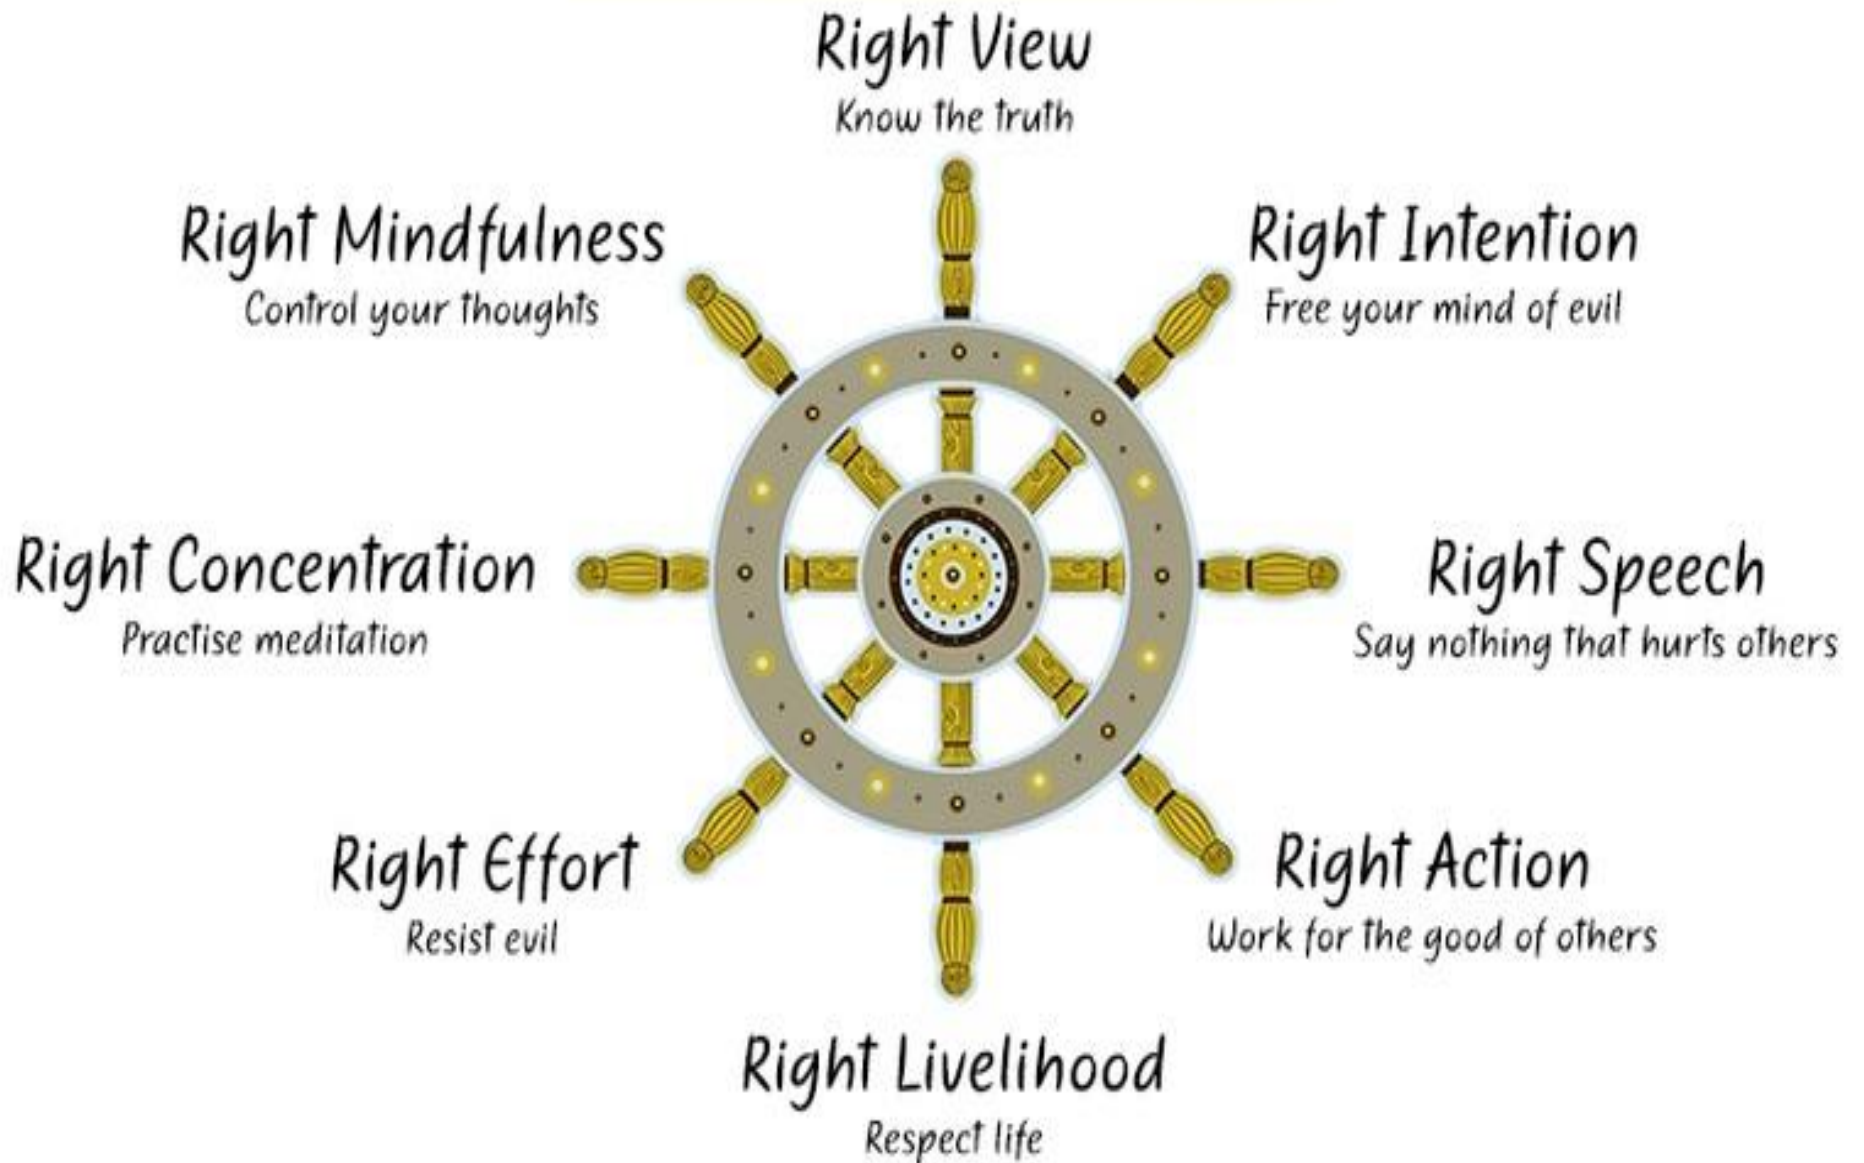 Right View
Know the truth
Right Mindfulness
Control your thoughts
Right Intention
Free your mind of evil
Right Concentration
Practise meditation
Right Speech
Say nothing that hurts others
Right Effort
Resist evil
Right Action
Work for the good of others
Right Livelihood
Respect life